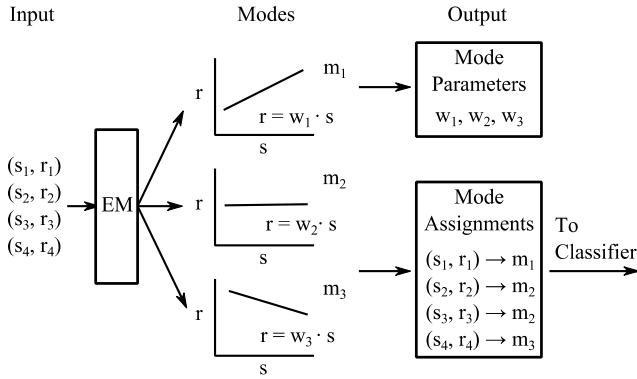 Input
Modes
Output
(s₁, r₁)
(s₂, r₂)
(s₃, r₃)
(s₄, r₄)
EM
r
m₁
r = w₁ · s
s
r
m₂
r = w₂· s
s
r
m₃
r = w₃ · s
s
Mode
Parameters
w₁, w₂, w₃
Mode
Assignments
(s₁, r₁) → m₁
(s₂, r₂) → m₂
(s₃, r₃) → m₂
(s₄, r₄) → m₃
To
Classifier